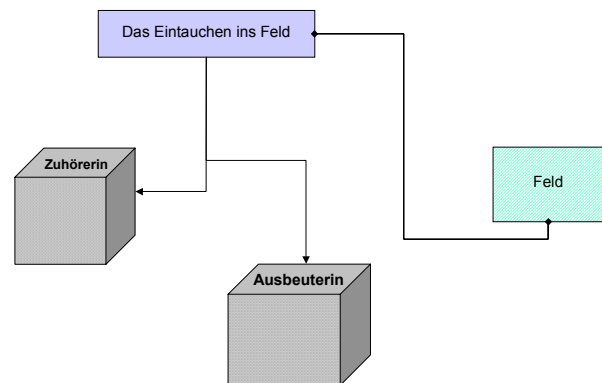 Das Eintauchen ins Feld
Zuhörerin
Feld
Ausbeuterin